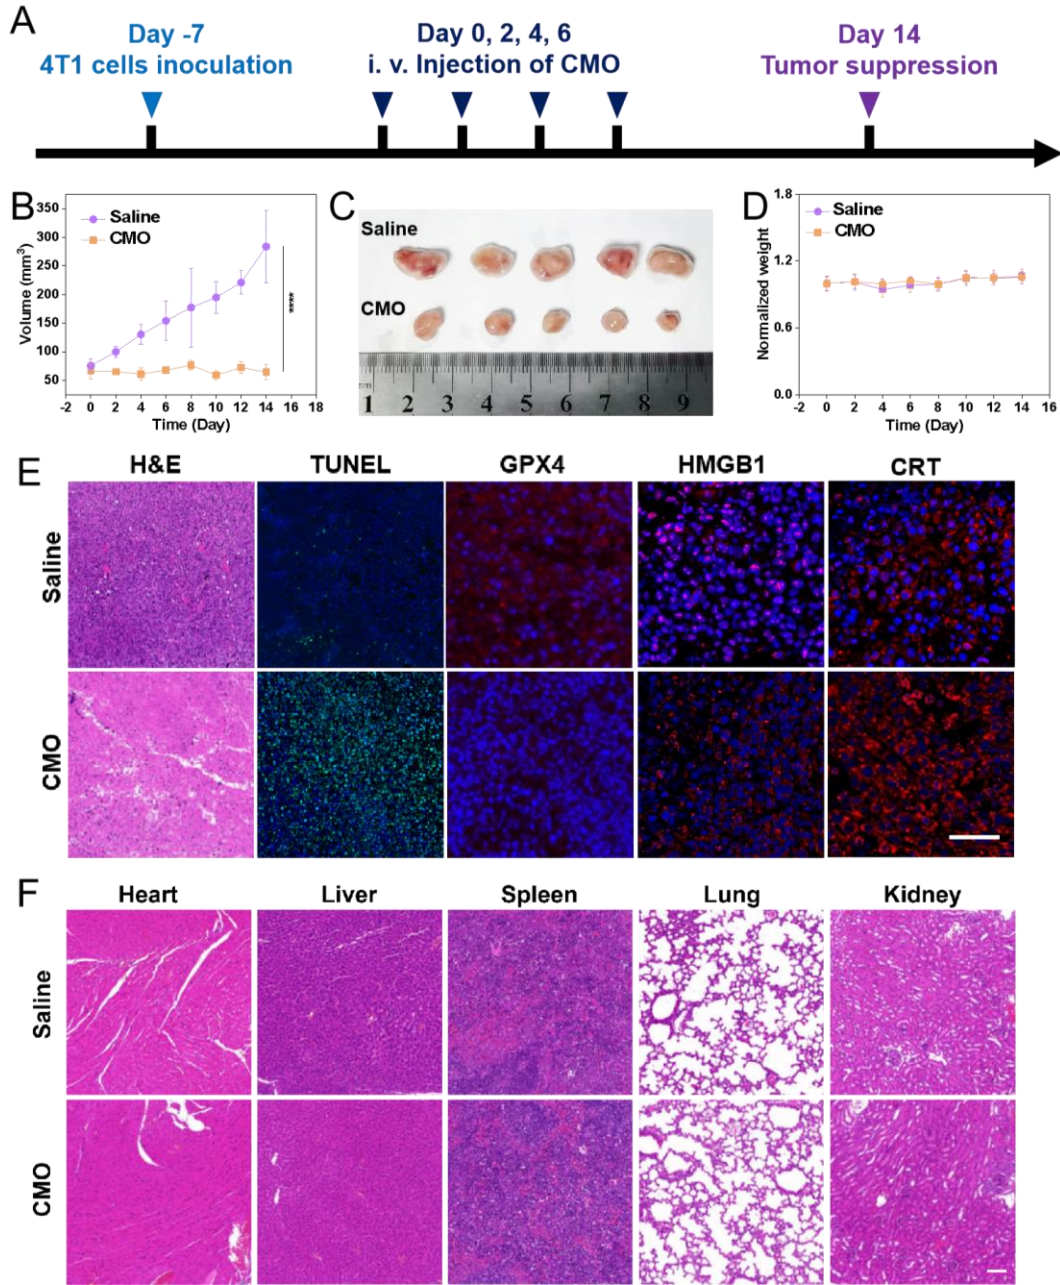 A
Day -7
4T1 cells inoculation
Day 0, 2, 4, 6
i. v. Injection of CMO
Day 14
Tumor suppression
B
Volume (mm³)
350
300
250
200
150
100
50
Saline
CMO
****
-2 0 2 4 6 8 10 12 14 16 18
Time (Day)
C
Saline
CMO
mm
1 2 3 4 5 6 7 8 9
D
Normalized weight
1.8
1.2
0.6
0.0
Saline
CMO
-2 0 2 4 6 8 10 12 14 16
Time (Day)
E
H&E TUNEL GPX4 HMGB1 CRT
Saline
CMO
F
Heart Liver Spleen Lung Kidney
Saline
CMO